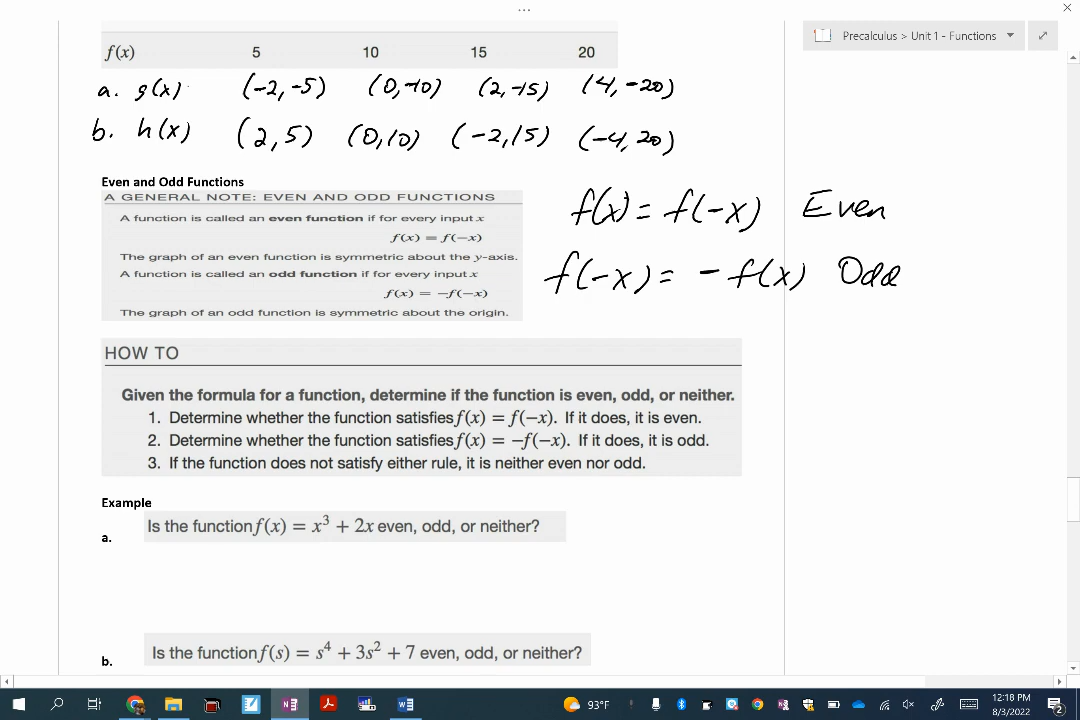 ...
Precalculus > Unit 1 - Functions
f(x) 5 10 15 20
a. g(x) (-2,-5) (0,-10) (2,-15) (4,-20)
b. h(x) (2,5) (0,10) (-2,15) (-4,20)
Even and Odd Functions
A GENERAL NOTE: EVEN AND ODD FUNCTIONS
A function is called an even function if for every input x
f(x) = f(−x)
The graph of an even function is symmetric about the y-axis.
A function is called an odd function if for every input x
f(x) = −f(−x)
The graph of an odd function is symmetric about the origin.
f(x) = f(-x) Even
f(-x) = -f(x) Odd
HOW TO
Given the formula for a function, determine if the function is even, odd, or neither.
1. Determine whether the function satisfies f(x) = f(−x). If it does, it is even.
2. Determine whether the function satisfies f(x) = −f(−x). If it does, it is odd.
3. If the function does not satisfy either rule, it is neither even nor odd.
Example
a. Is the function f(x) = x³ + 2x even, odd, or neither?
b. Is the function f(s) = s⁴ + 3s² + 7 even, odd, or neither?
93°F
12:18 PM
8/3/2022
2